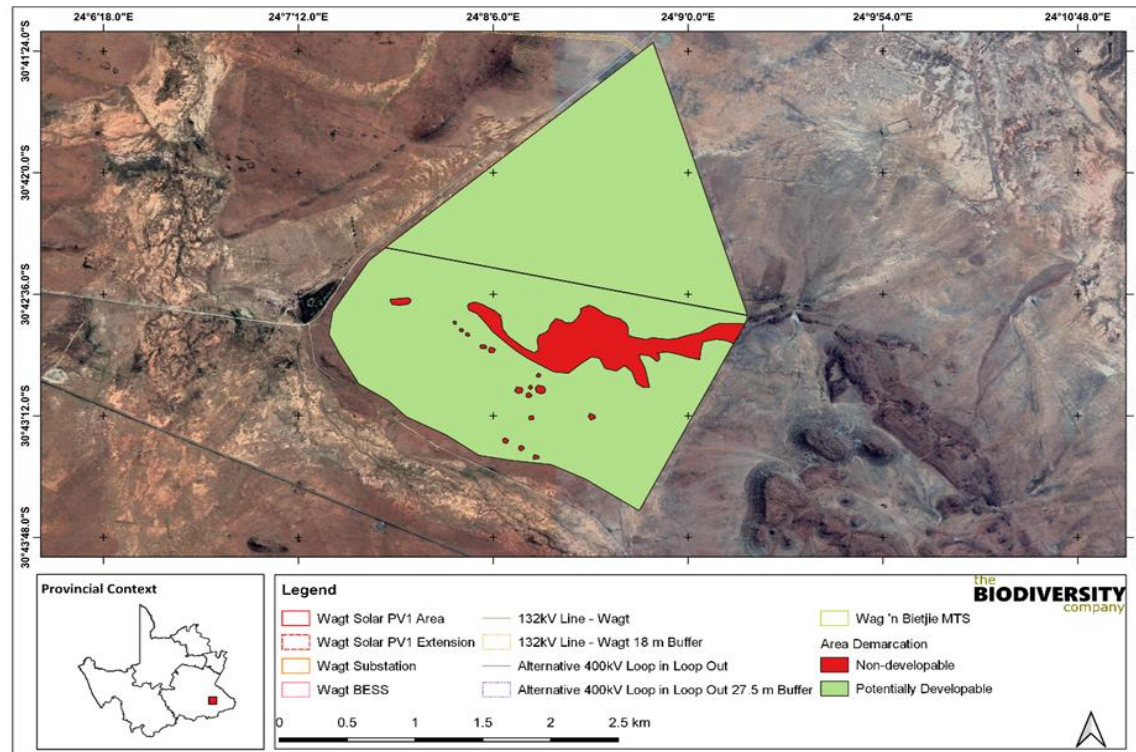 24°6'18.0"E 24°7'12.0"E 24°8'6.0"E 24°9'0.0"E 24°9'54.0"E 24°10'48.0"E
30°41'24.0"S
30°42'0.0"S
30°42'36.0"S
30°43'12.0"S
30°43'48.0"S
Provincial Context
Legend
Wagt Solar PV1 Area
Wagt Solar PV1 Extension
Wagt Substation
Wagt BESS
132kV Line - Wagt
132kV Line - Wagt 18 m Buffer
Alternative 400kV Loop in Loop Out
Alternative 400kV Loop in Loop Out 27.5 m Buffer
the
BIODIVERSITY
company
Wag 'n Bietjie MTS
Area Demarcation
Non-developable
Potentially Developable
0 0.5 1 1.5 2 2.5 km